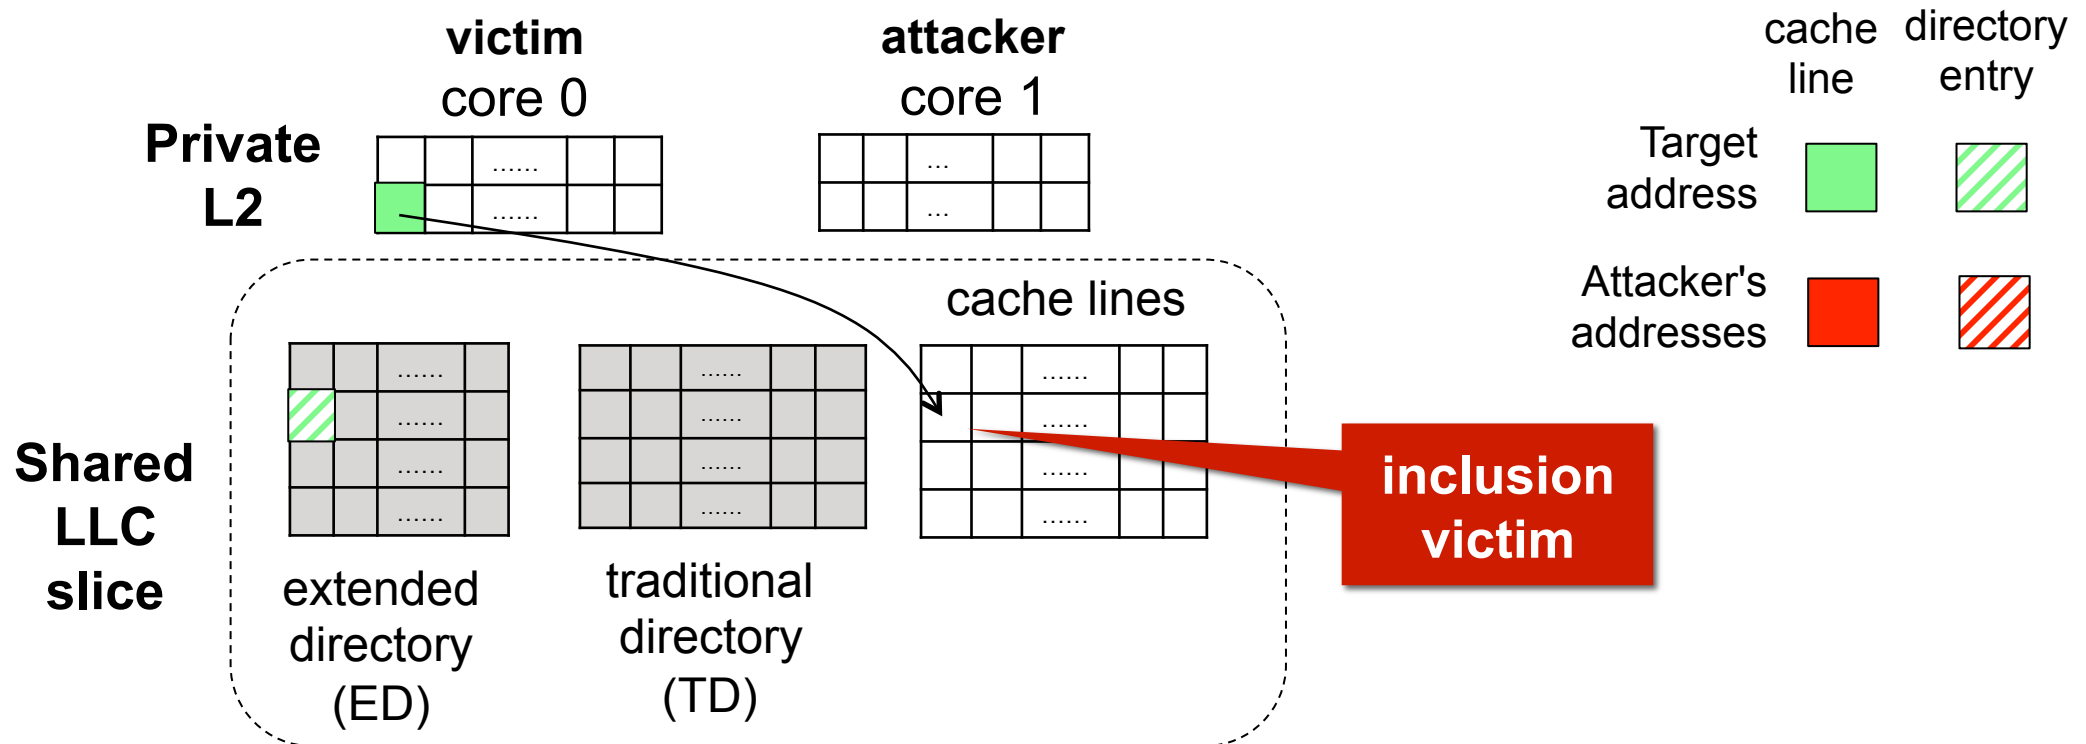 victim
core 0
attacker
core 1
cache
line
directory
entry
Private
L2
......
......
...
...
Target
address
Attacker's
addresses
cache lines
Shared
LLC
slice
......
......
......
......
......
......
......
......
......
......
......
......
extended
directory
(ED)
traditional
directory
(TD)
inclusion
victim